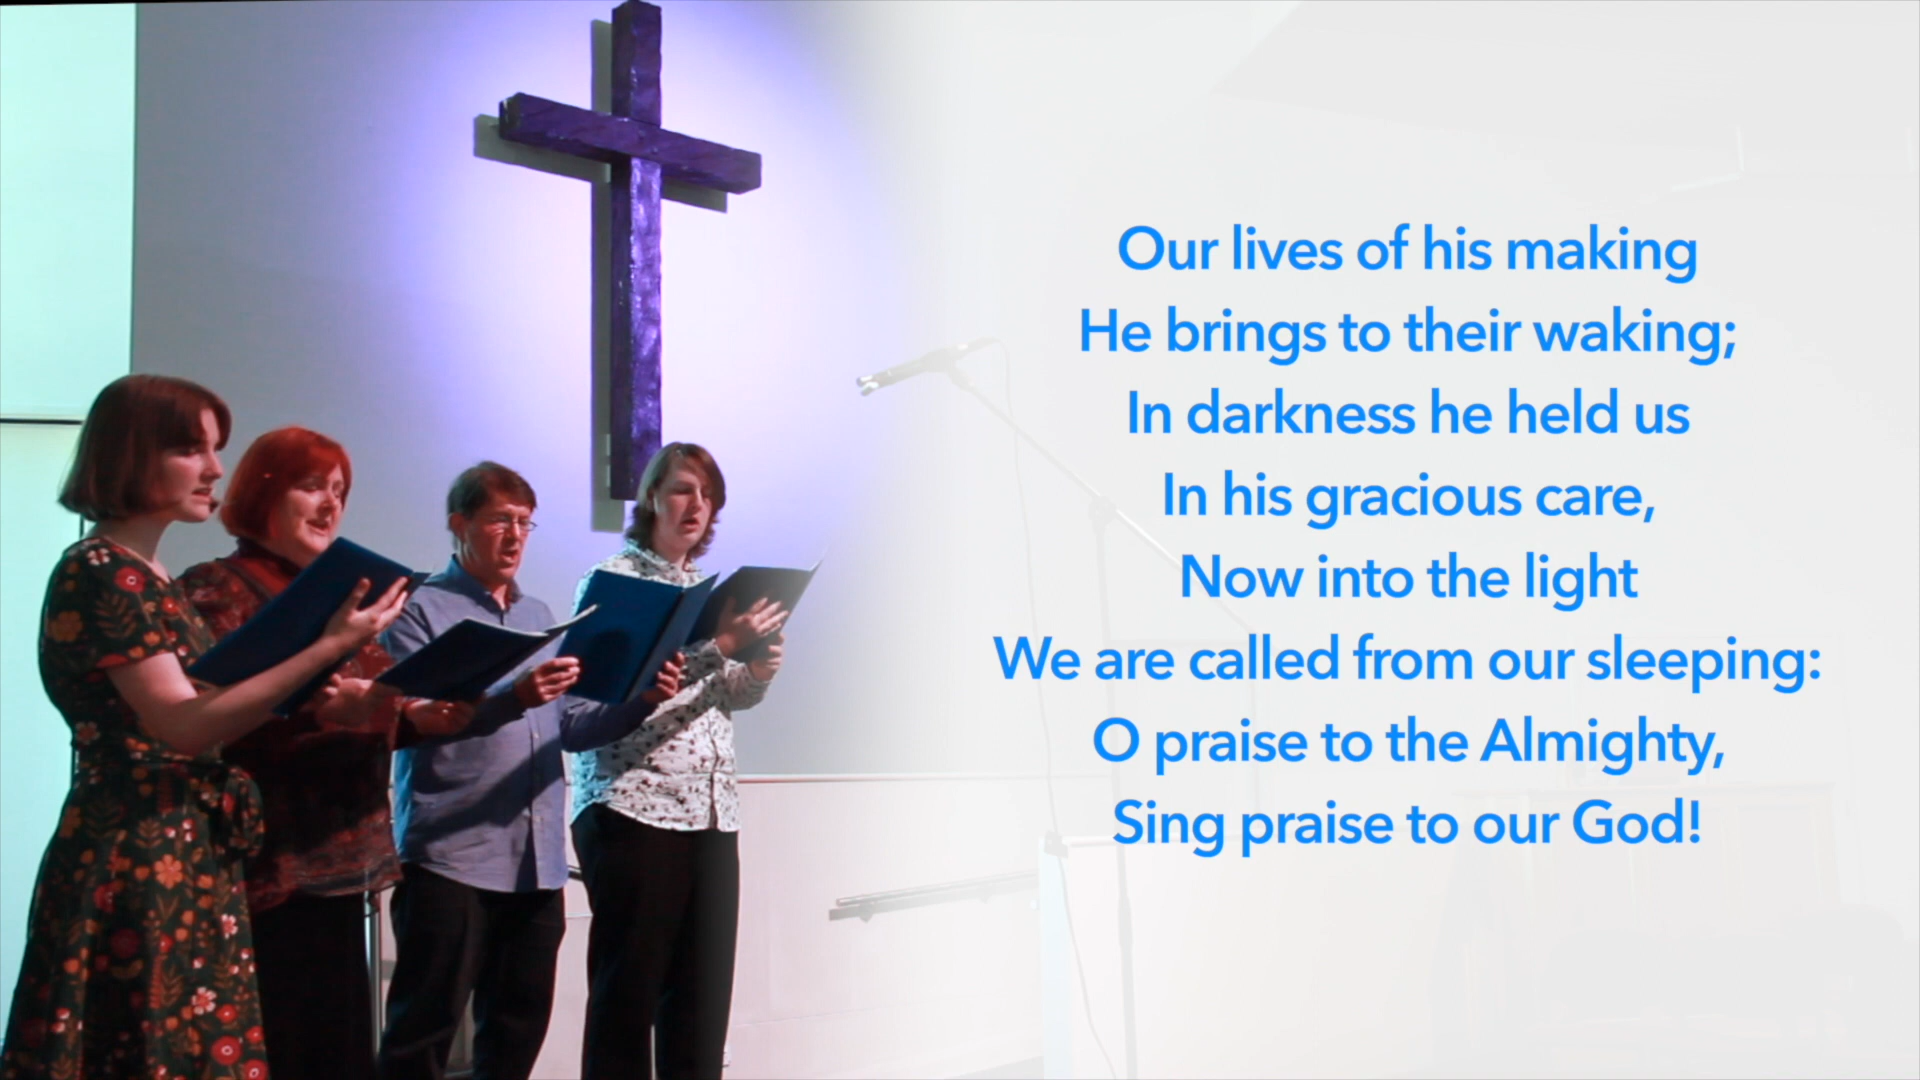 Our lives of his making
He brings to their waking;
In darkness he held us
In his gracious care,
Now into the light
We are called from our sleeping:
O praise to the Almighty,
Sing praise to our God!